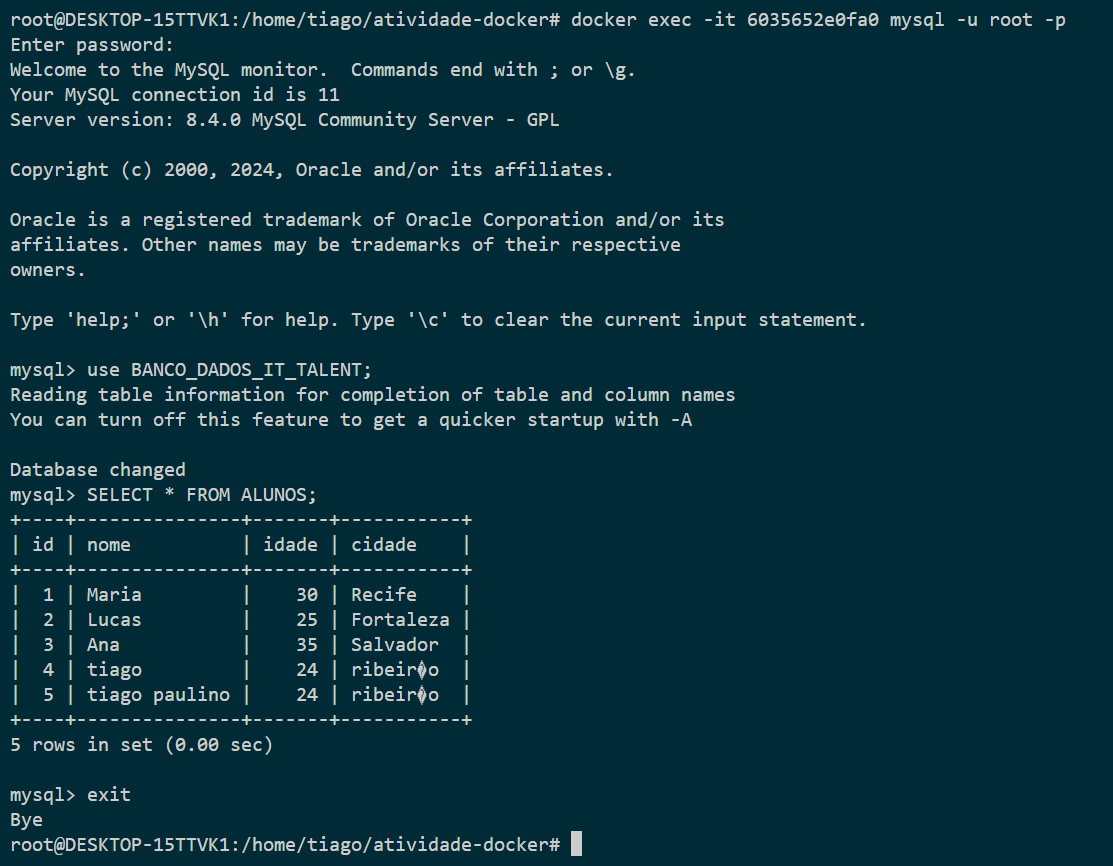 root@DESKTOP-15TTVK1:/home/tiago/atividade-docker# docker exec -it 6035652e0fa0 mysql -u root -p
Enter password:
Welcome to the MySQL monitor.  Commands end with ; or \g.
Your MySQL connection id is 11
Server version: 8.4.0 MySQL Community Server - GPL

Copyright (c) 2000, 2024, Oracle and/or its affiliates.

Oracle is a registered trademark of Oracle Corporation and/or its
affiliates. Other names may be trademarks of their respective
owners.

Type 'help;' or '\h' for help. Type '\c' to clear the current input statement.

mysql> use BANCO_DADOS_IT_TALENT;
Reading table information for completion of table and column names
You can turn off this feature to get a quicker startup with -A

Database changed
mysql> SELECT * FROM ALUNOS;
+----+---------------+-------+-----------+
| id | nome          | idade | cidade    |
+----+---------------+-------+-----------+
|  1 | Maria         |    30 | Recife    |
|  2 | Lucas         |    25 | Fortaleza |
|  3 | Ana           |    35 | Salvador  |
|  4 | tiago         |    24 | ribeir�o  |
|  5 | tiago paulino |    24 | ribeir�o  |
+----+---------------+-------+-----------+
5 rows in set (0.00 sec)

mysql> exit
Bye
root@DESKTOP-15TTVK1:/home/tiago/atividade-docker#